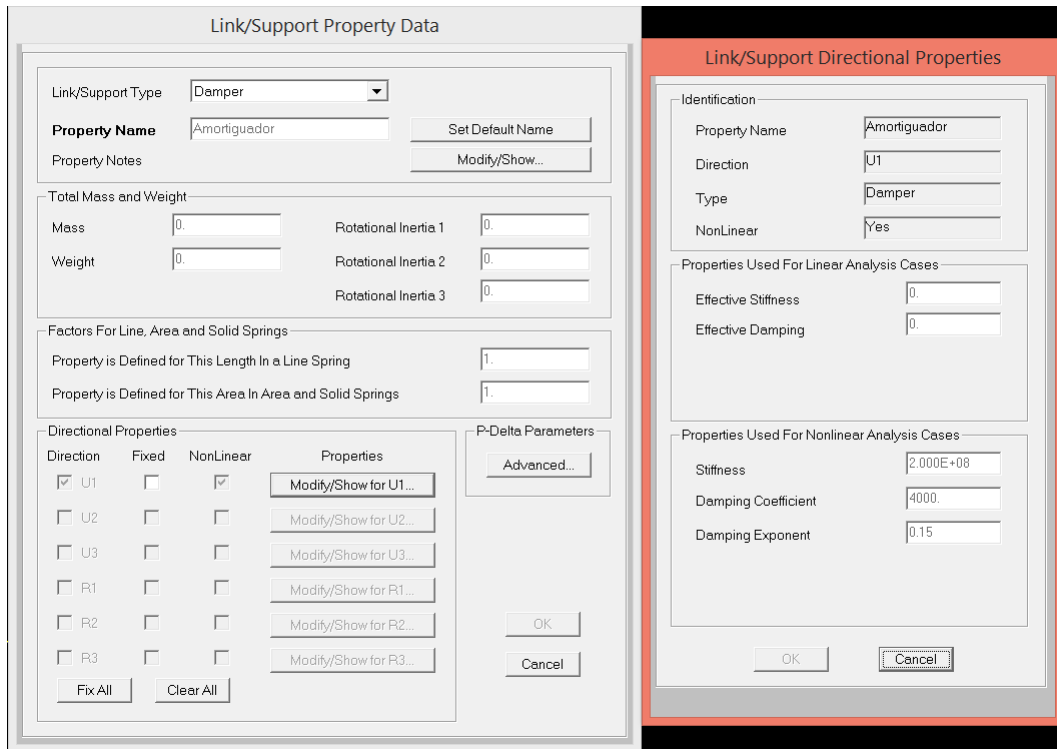 Link/Support Property Data
Link/Support Type Damper
Property Name Amortiguador Set Default Name
Property Notes Modify/Show...
Total Mass and Weight
Mass 0. Rotational Inertia 1 0.
Weight 0. Rotational Inertia 2 0.
Rotational Inertia 3 0.
Factors For Line, Area and Solid Springs
Property is Defined for This Length In a Line Spring 1.
Property is Defined for This Area In Area and Solid Springs 1.
Directional Properties
Direction Fixed NonLinear Properties
U1 Modify/Show for U1...
U2 Modify/Show for U2...
U3 Modify/Show for U3...
R1 Modify/Show for R1...
R2 Modify/Show for R2...
R3 Modify/Show for R3...
Fix All Clear All
P-Delta Parameters
Advanced...
OK
Cancel
Link/Support Directional Properties
Identification
Property Name Amortiguador
Direction U1
Type Damper
NonLinear Yes
Properties Used For Linear Analysis Cases
Effective Stiffness 0.
Effective Damping 0.
Properties Used For Nonlinear Analysis Cases
Stiffness 2.000E+08
Damping Coefficient 4000.
Damping Exponent 0.15
OK Cancel